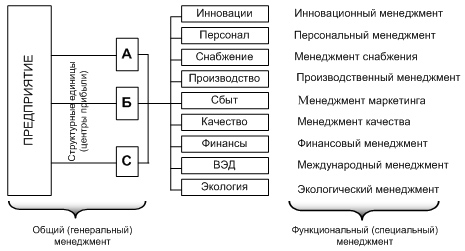 ПРЕДПРИЯТИЕ
Структурные единицы
(центры прибыли)
А
Б
С
Инновации
Инновационный менеджмент
Персонал
Персональный менеджмент
Снабжение
Менеджмент снабжения
Производство
Производственный менеджмент
Сбыт
Менеджмент маркетинга
Качество
Менеджмент качества
Финансы
Финансовый менеджмент
ВЭД
Международный менеджмент
Экология
Экологический менеджмент
Общий (генеральный)
менеджмент
Функциональный (специальный)
менеджмент